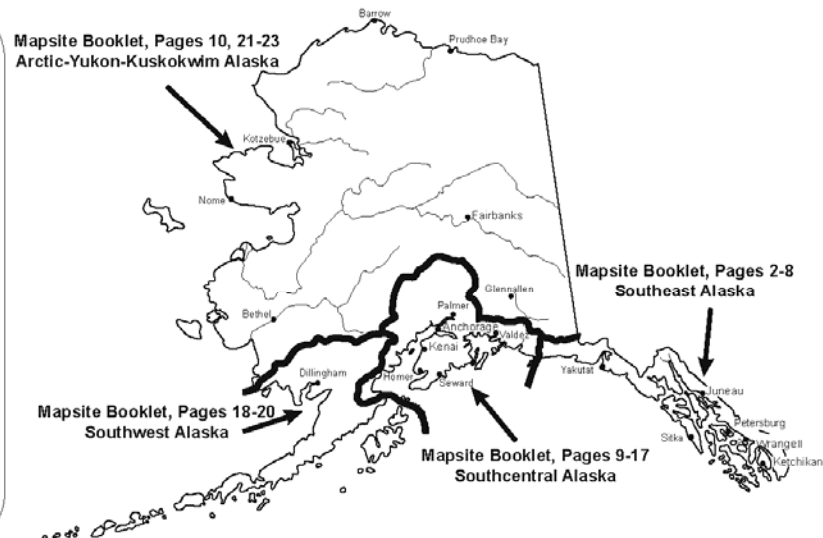 Barrow
Mapsite Booklet, Pages 10, 21-23
Arctic-Yukon-Kuskokwim Alaska
Prudhoe Bay
Kotzebue
Nome
Fairbanks
Mapsite Booklet, Pages 2-8
Southeast Alaska
Glennallen
Palmer
Bethel
Anchorage
Valdez
Kenai
Yakutat
Dillingham
Homer
Seward
Juneau
Mapsite Booklet, Pages 18-20
Southwest Alaska
Petersburg
Sitka
Wrangell
Mapsite Booklet, Pages 9-17
Southcentral Alaska
Ketchikan